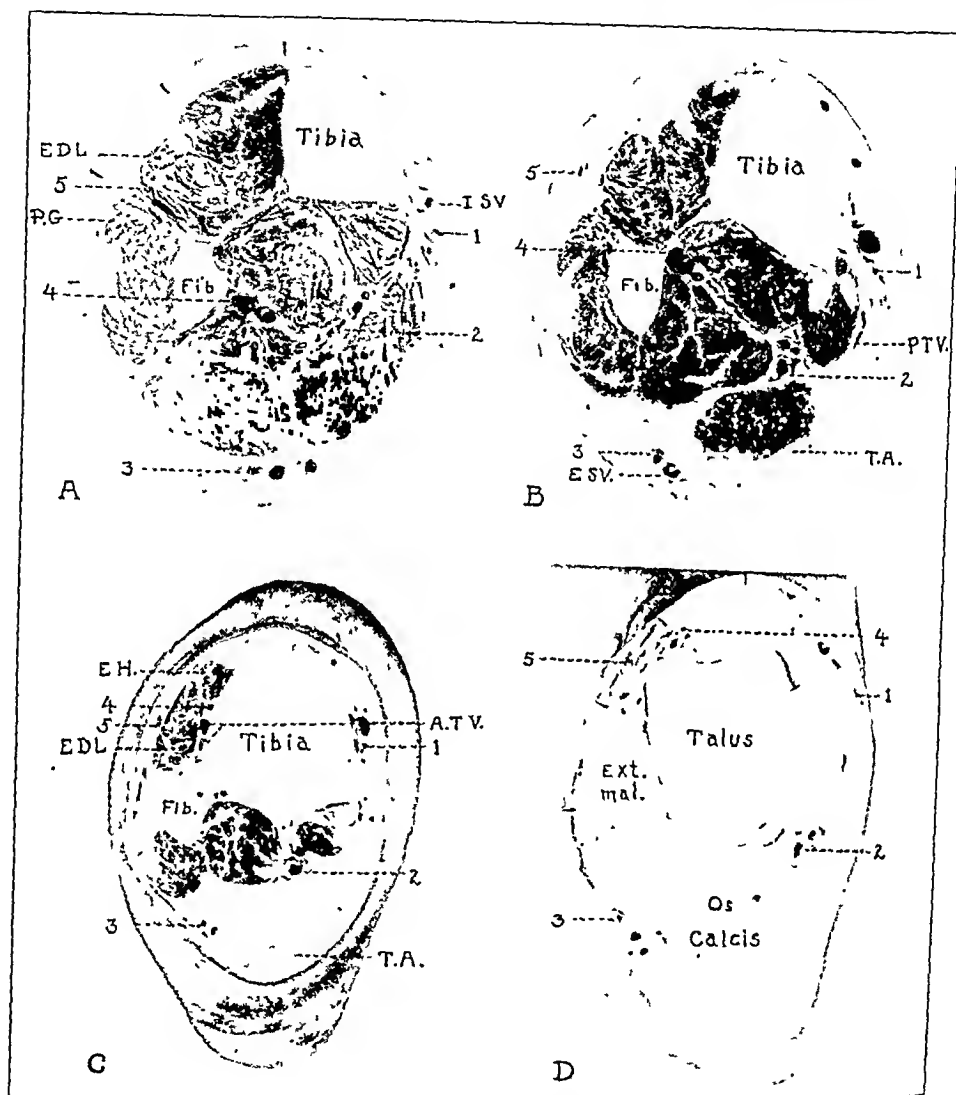 Tibia
EDL
5
P.G
4
Fib
I SV
1
2
3
A
Tibia
5
4
Fib.
1
P.T.V.
2
3
E SV.
T.A.
B
E H.
4
5
EDL
Tibia
A.T V.
1
Fib.
2
3
T.A.
C
5
4
1
Talus
Ext.
mal.
2
3
Os
Calcis
D